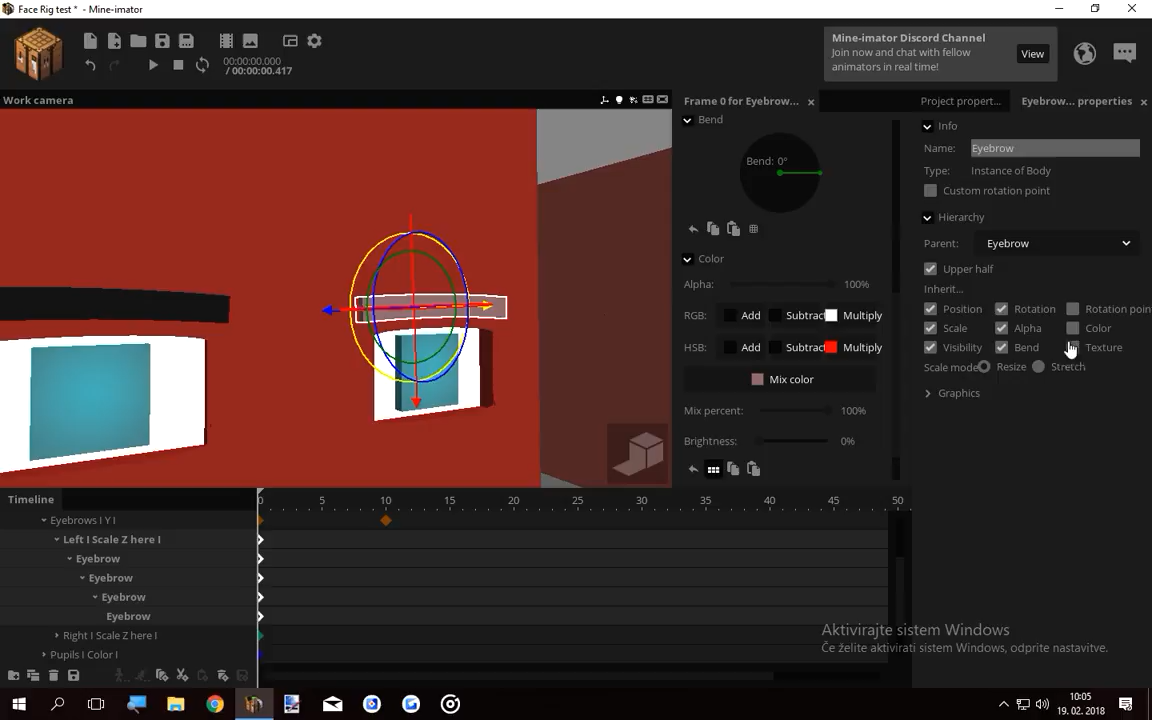 Face Rig test * - Mine-imator
00:00:00.000
/ 00:00:00.417
Mine-imator Discord Channel
Join now and chat with fellow
animators in real time!
View
Work camera
Frame 0 for Eyebrow...
Project propert...
Eyebrow... properties
Bend
Bend: 0°
Color
Alpha:
100%
RGB:
Add
Subtract
Multiply
HSB:
Add
Subtract
Multiply
Mix color
Mix percent:
100%
Brightness:
0%
Info
Name:
Eyebrow
Type:
Instance of Body
Custom rotation point
Hierarchy
Parent:
Eyebrow
Upper half
Inherit...
Position
Rotation
Rotation poin
Scale
Alpha
Color
Visibility
Bend
Texture
Scale mode
Resize
Stretch
Graphics
Timeline
0 5 10 15 20 25 30 35 40 45 50
Eyebrows I Y I
Left I Scale Z here I
Eyebrow
Eyebrow
Eyebrow
Eyebrow
Right I Scale Z here I
Pupils I Color I
Aktivirajte sistem Windows
Če želite aktivirati sistem Windows, odprite nastavitve.
10:05
19. 02. 2018